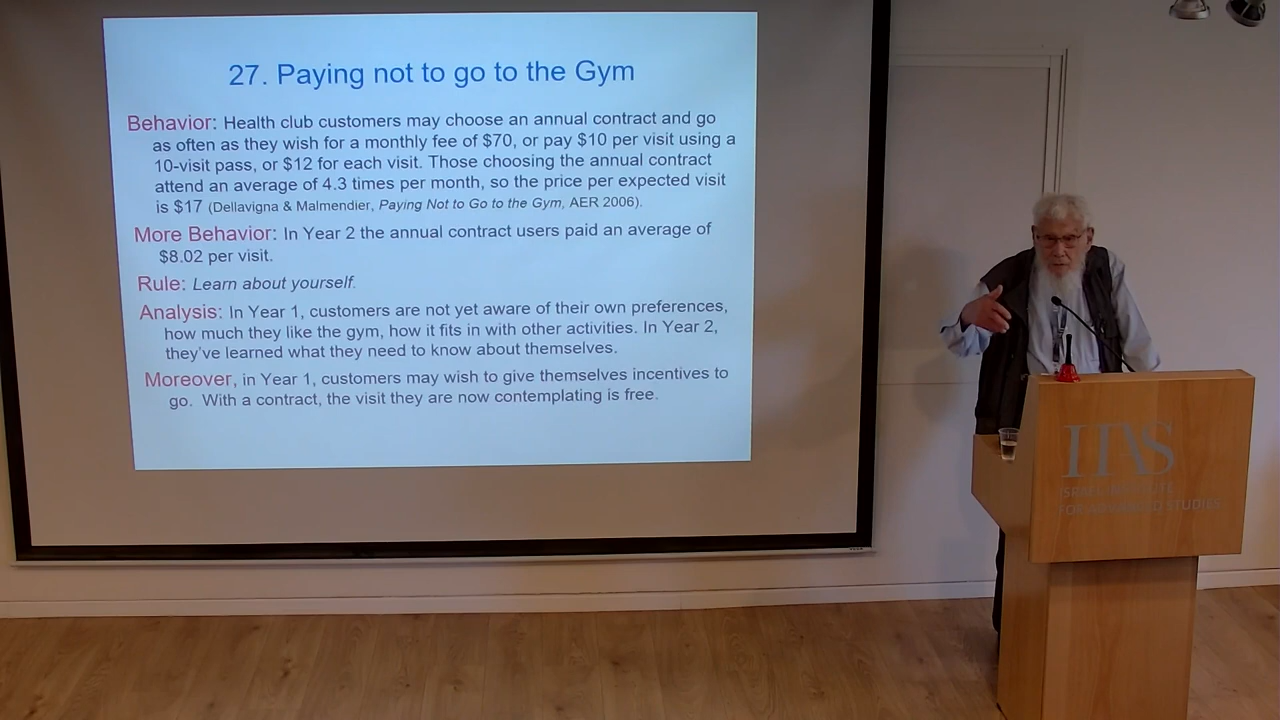 27. Paying not to go to the Gym
Behavior: Health club customers may choose an annual contract and go
as often as they wish for a monthly fee of $70, or pay $10 per visit using a
10-visit pass, or $12 for each visit. Those choosing the annual contract
attend an average of 4.3 times per month, so the price per expected visit
is $17 (Dellavigna & Malmendier, Paying Not to Go to the Gym, AER 2006).
More Behavior: In Year 2 the annual contract users paid an average of
$8.02 per visit.
Rule: Learn about yourself.
Analysis: In Year 1, customers are not yet aware of their own preferences,
how much they like the gym, how it fits in with other activities. In Year 2,
they've learned what they need to know about themselves.
Moreover, in Year 1, customers may wish to give themselves incentives to
go. With a contract, the visit they are now contemplating is free.
IIAS
ISRAEL INSTITUTE
FOR ADVANCED STUDIES